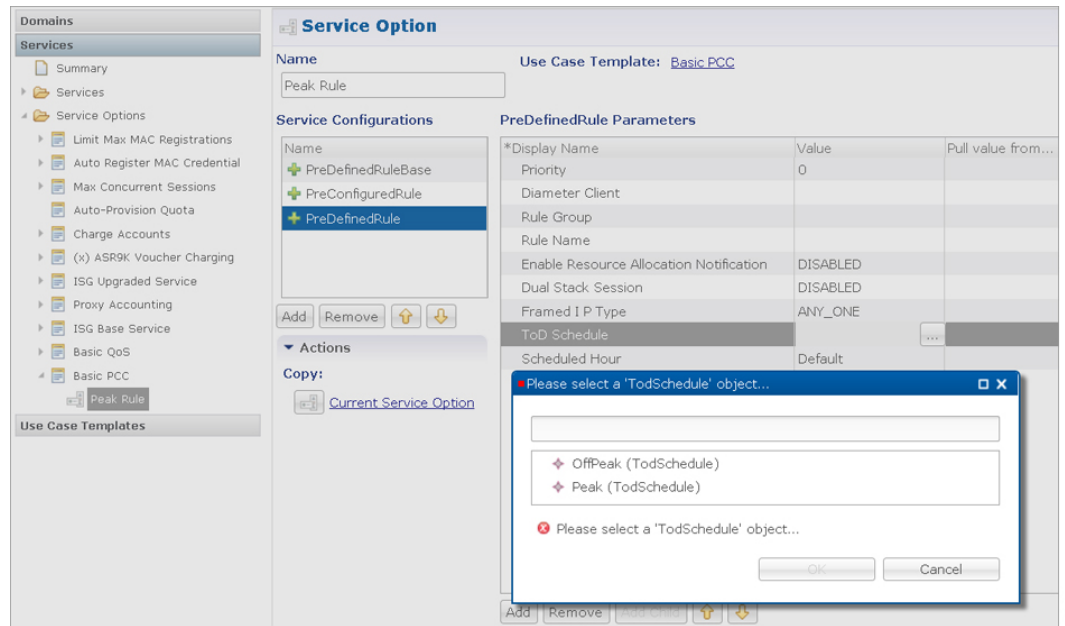 Domains
Services
Summary
Services
Service Options
Limit Max MAC Registrations
Auto Register MAC Credential
Max Concurrent Sessions
Auto-Provision Quota
Charge Accounts
(x) ASR9K Voucher Charging
ISG Upgraded Service
Proxy Accounting
ISG Base Service
Basic QoS
Basic PCC
Peak Rule
Use Case Templates
Service Option
Name
Use Case Template: Basic PCC
Peak Rule
Service Configurations
Name
PreDefinedRuleBase
PreConfiguredRule
PreDefinedRule
Add Remove
Actions
Copy:
Current Service Option
PreDefinedRule Parameters
*Display Name Value Pull value from...
Priority 0
Diameter Client
Rule Group
Rule Name
Enable Resource Allocation Notification DISABLED
Dual Stack Session DISABLED
Framed I P Type ANY_ONE
ToD Schedule ...
Scheduled Hour Default
Please select a 'TodSchedule' object...
OffPeak (TodSchedule)
Peak (TodSchedule)
Please select a 'TodSchedule' object...
OK Cancel
Add Remove Add Child